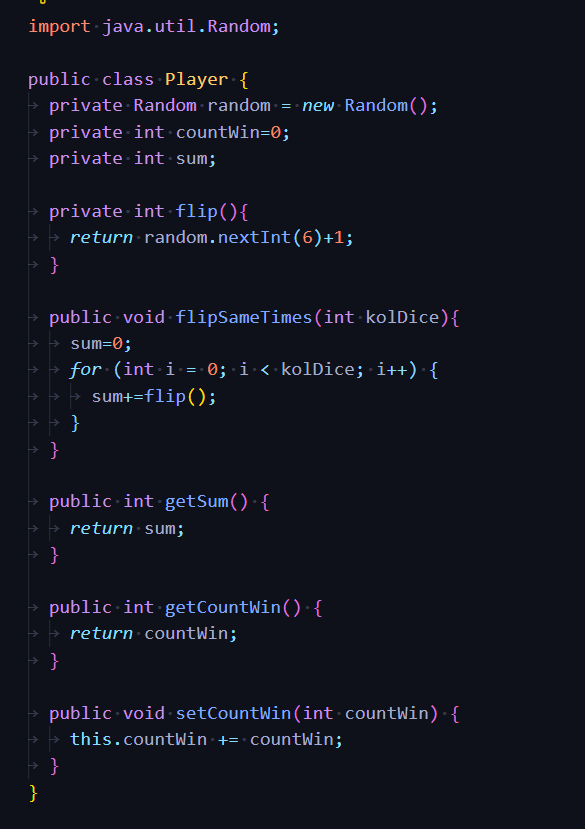 import java.util.Random;
public class Player {
private Random random = new Random();
private int countWin=0;
private int sum;
private int flip(){
return random.nextInt(6)+1;
}
public void flipSameTimes(int kolDice){
sum=0;
for (int i = 0; i < kolDice; i++) {
sum+=flip();
}
}
public int getSum() {
return sum;
}
public int getCountWin() {
return countWin;
}
public void setCountWin(int countWin) {
this.countWin += countWin;
}
}